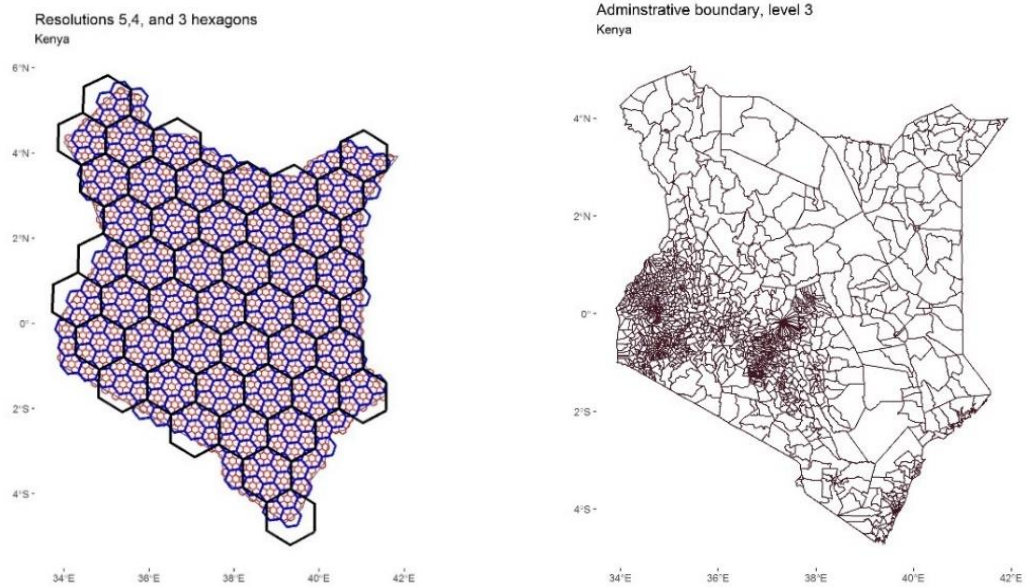 Resolutions 5,4, and 3 hexagons
Kenya
6°N
4°N
2°N
0°
2°S
4°S
34°E 36°E 38°E 40°E 42°E
Adminstrative boundary, level 3
Kenya
4°N
2°N
0°
2°S
4°S
34°E 36°E 38°E 40°E 42°E